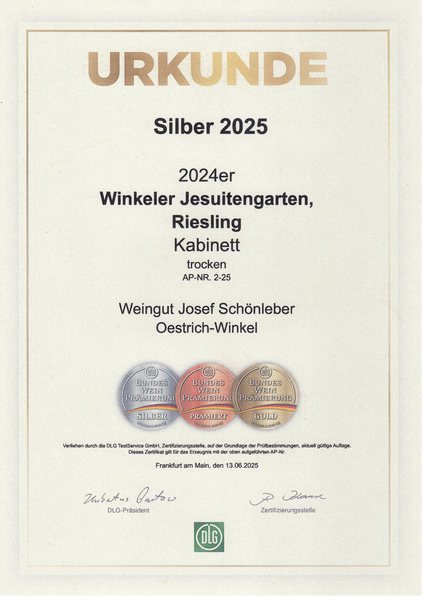 URKUNDE
Silber 2025
2024er
Winkeler Jesuitengarten,
Riesling
Kabinett
trocken
AP-NR. 2-25
Weingut Josef Schönleber
Oestrich-Winkel
BUNDES WEIN PRÄMIERUNG SILBER
BUNDES WEIN PRÄMIERUNG PRÄMIERT
BUNDES WEIN PRÄMIERUNG GOLD
Verliehen durch die DLG TestService GmbH, Zertifizierungsstelle, auf der Grundlage der Prüfbestimmungen, aktuell gültige Auflage.
Dieses Zertifikat gilt für das Erzeugnis mit der oben aufgeführten AP-Nr.
Frankfurt am Main, den 13.06.2025
DLG-Präsident
Zertifizierungsstelle
DLG